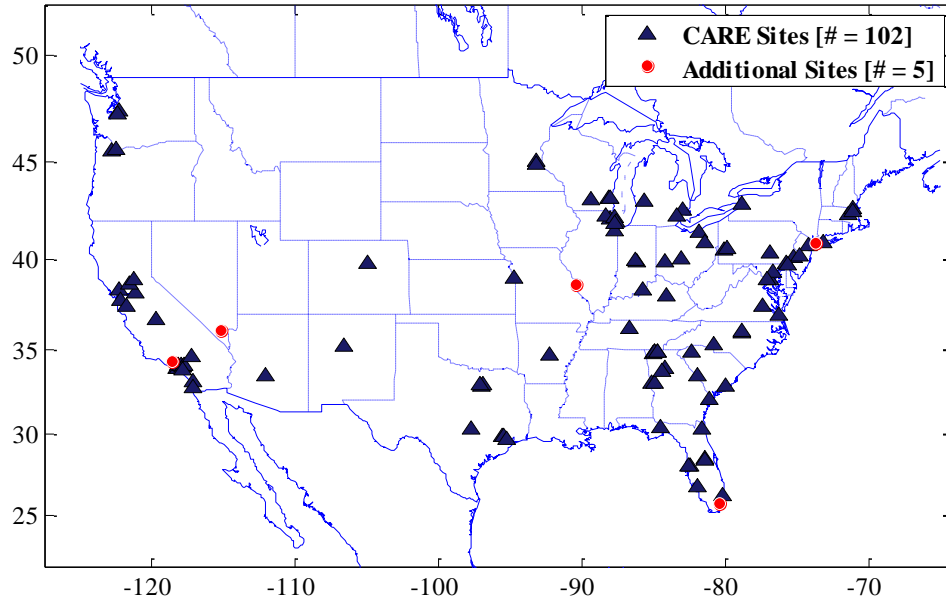 CARE Sites [# = 102]
Additional Sites [# = 5]
50
45
40
35
30
25
-120 -110 -100 -90 -80 -70